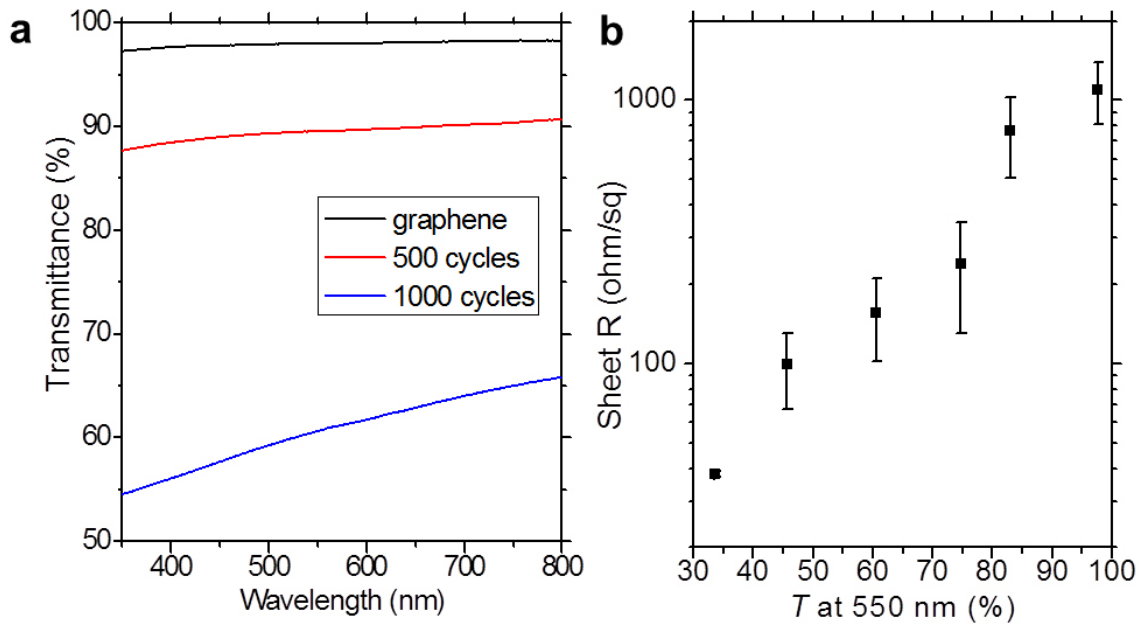 a
100
90
80
70
60
50
Transmittance (%)
graphene
500 cycles
1000 cycles
400 500 600 700 800
Wavelength (nm)
b
1000
100
Sheet R (ohm/sq)
30 40 50 60 70 80 90 100
T at 550 nm (%)